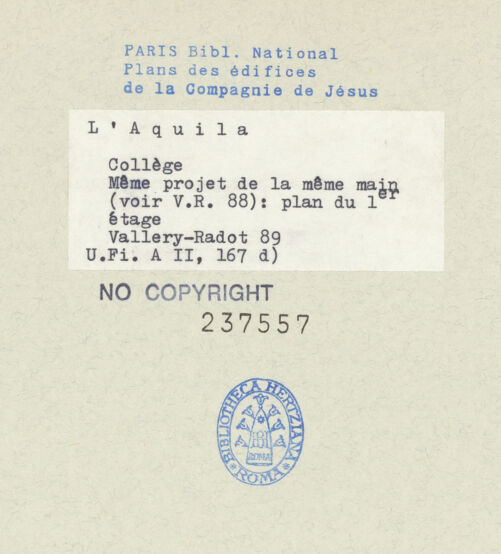 PARIS Bibl. National
Plans des édifices
de la Compagnie de Jésus
L'Aquila
Collège
Même projet de la même main
(voir V.R. 88): plan du 1er
étage
Vallery-Radot 89
U.Fi. A II, 167 d)
NO COPYRIGHT
237557
BIBLIOTHECA HERTZIANA
ROMA
ROMA